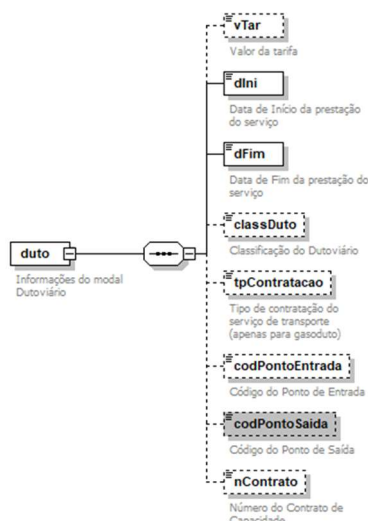 vTar
Valor da tarifa
dIni
Data de Início da prestação
do serviço
dFim
Data de Fim da prestação do
serviço
classDuto
Classificação do Dutoviário
duto
Informações do modal
Dutoviário
tpContratacao
Tipo de contratação do
serviço de transporte
(apenas para gasoduto)
codPontoEntrada
Código do Ponto de Entrada
codPontoSaida
Código do Ponto de Saída
nContrato
Número do Contrato de
Capacidade